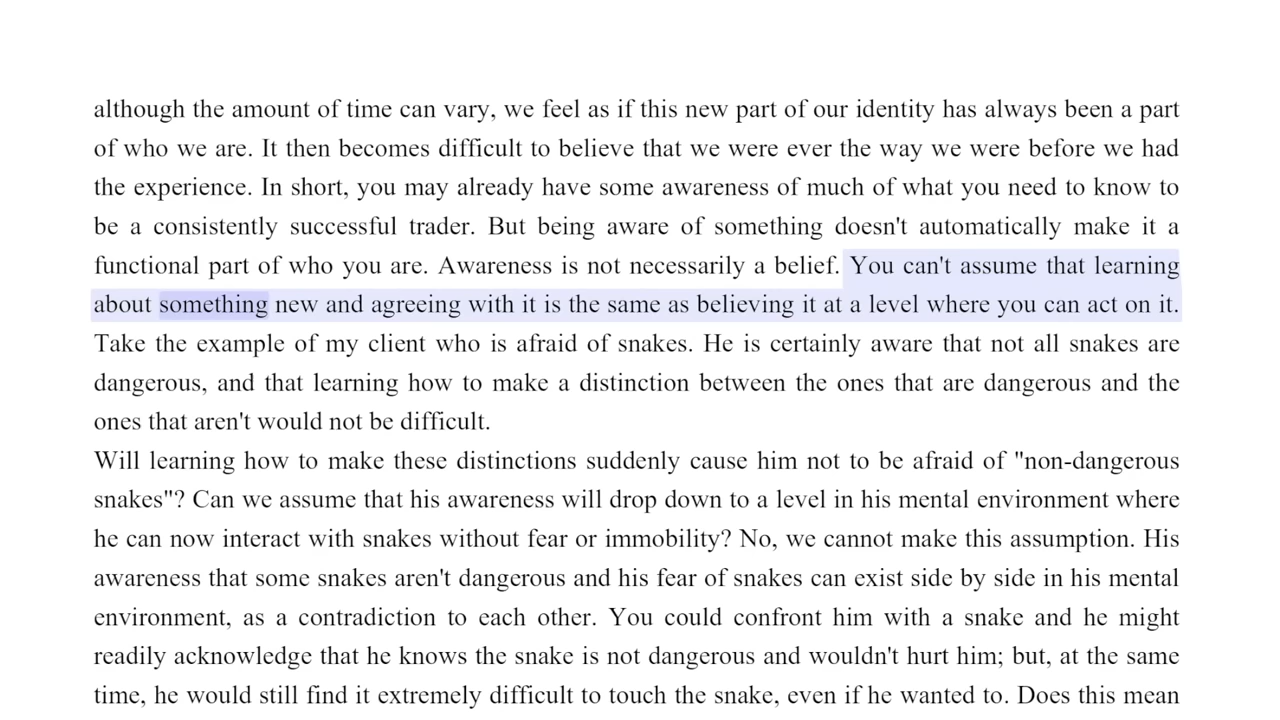 although the amount of time can vary, we feel as if this new part of our identity has always been a part
of who we are. It then becomes difficult to believe that we were ever the way we were before we had
the experience. In short, you may already have some awareness of much of what you need to know to
be a consistently successful trader. But being aware of something doesn't automatically make it a
functional part of who you are. Awareness is not necessarily a belief. You can't assume that learning
about something new and agreeing with it is the same as believing it at a level where you can act on it.
Take the example of my client who is afraid of snakes. He is certainly aware that not all snakes are
dangerous, and that learning how to make a distinction between the ones that are dangerous and the
ones that aren't would not be difficult.
Will learning how to make these distinctions suddenly cause him not to be afraid of "non-dangerous
snakes"? Can we assume that his awareness will drop down to a level in his mental environment where
he can now interact with snakes without fear or immobility? No, we cannot make this assumption. His
awareness that some snakes aren't dangerous and his fear of snakes can exist side by side in his mental
environment, as a contradiction to each other. You could confront him with a snake and he might
readily acknowledge that he knows the snake is not dangerous and wouldn't hurt him; but, at the same
time, he would still find it extremely difficult to touch the snake, even if he wanted to. Does this mean